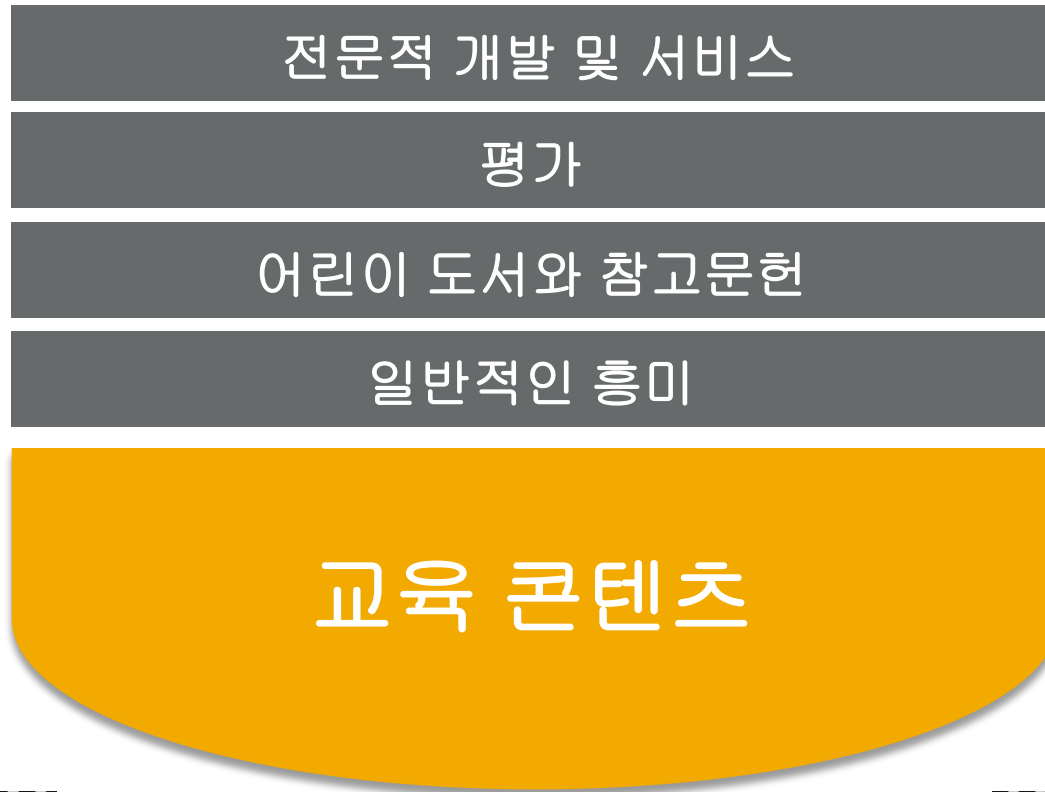 전문적 개발 및 서비스
평가
어린이 도서와 참고문헌
일반적인 흥미
교육 콘텐츠